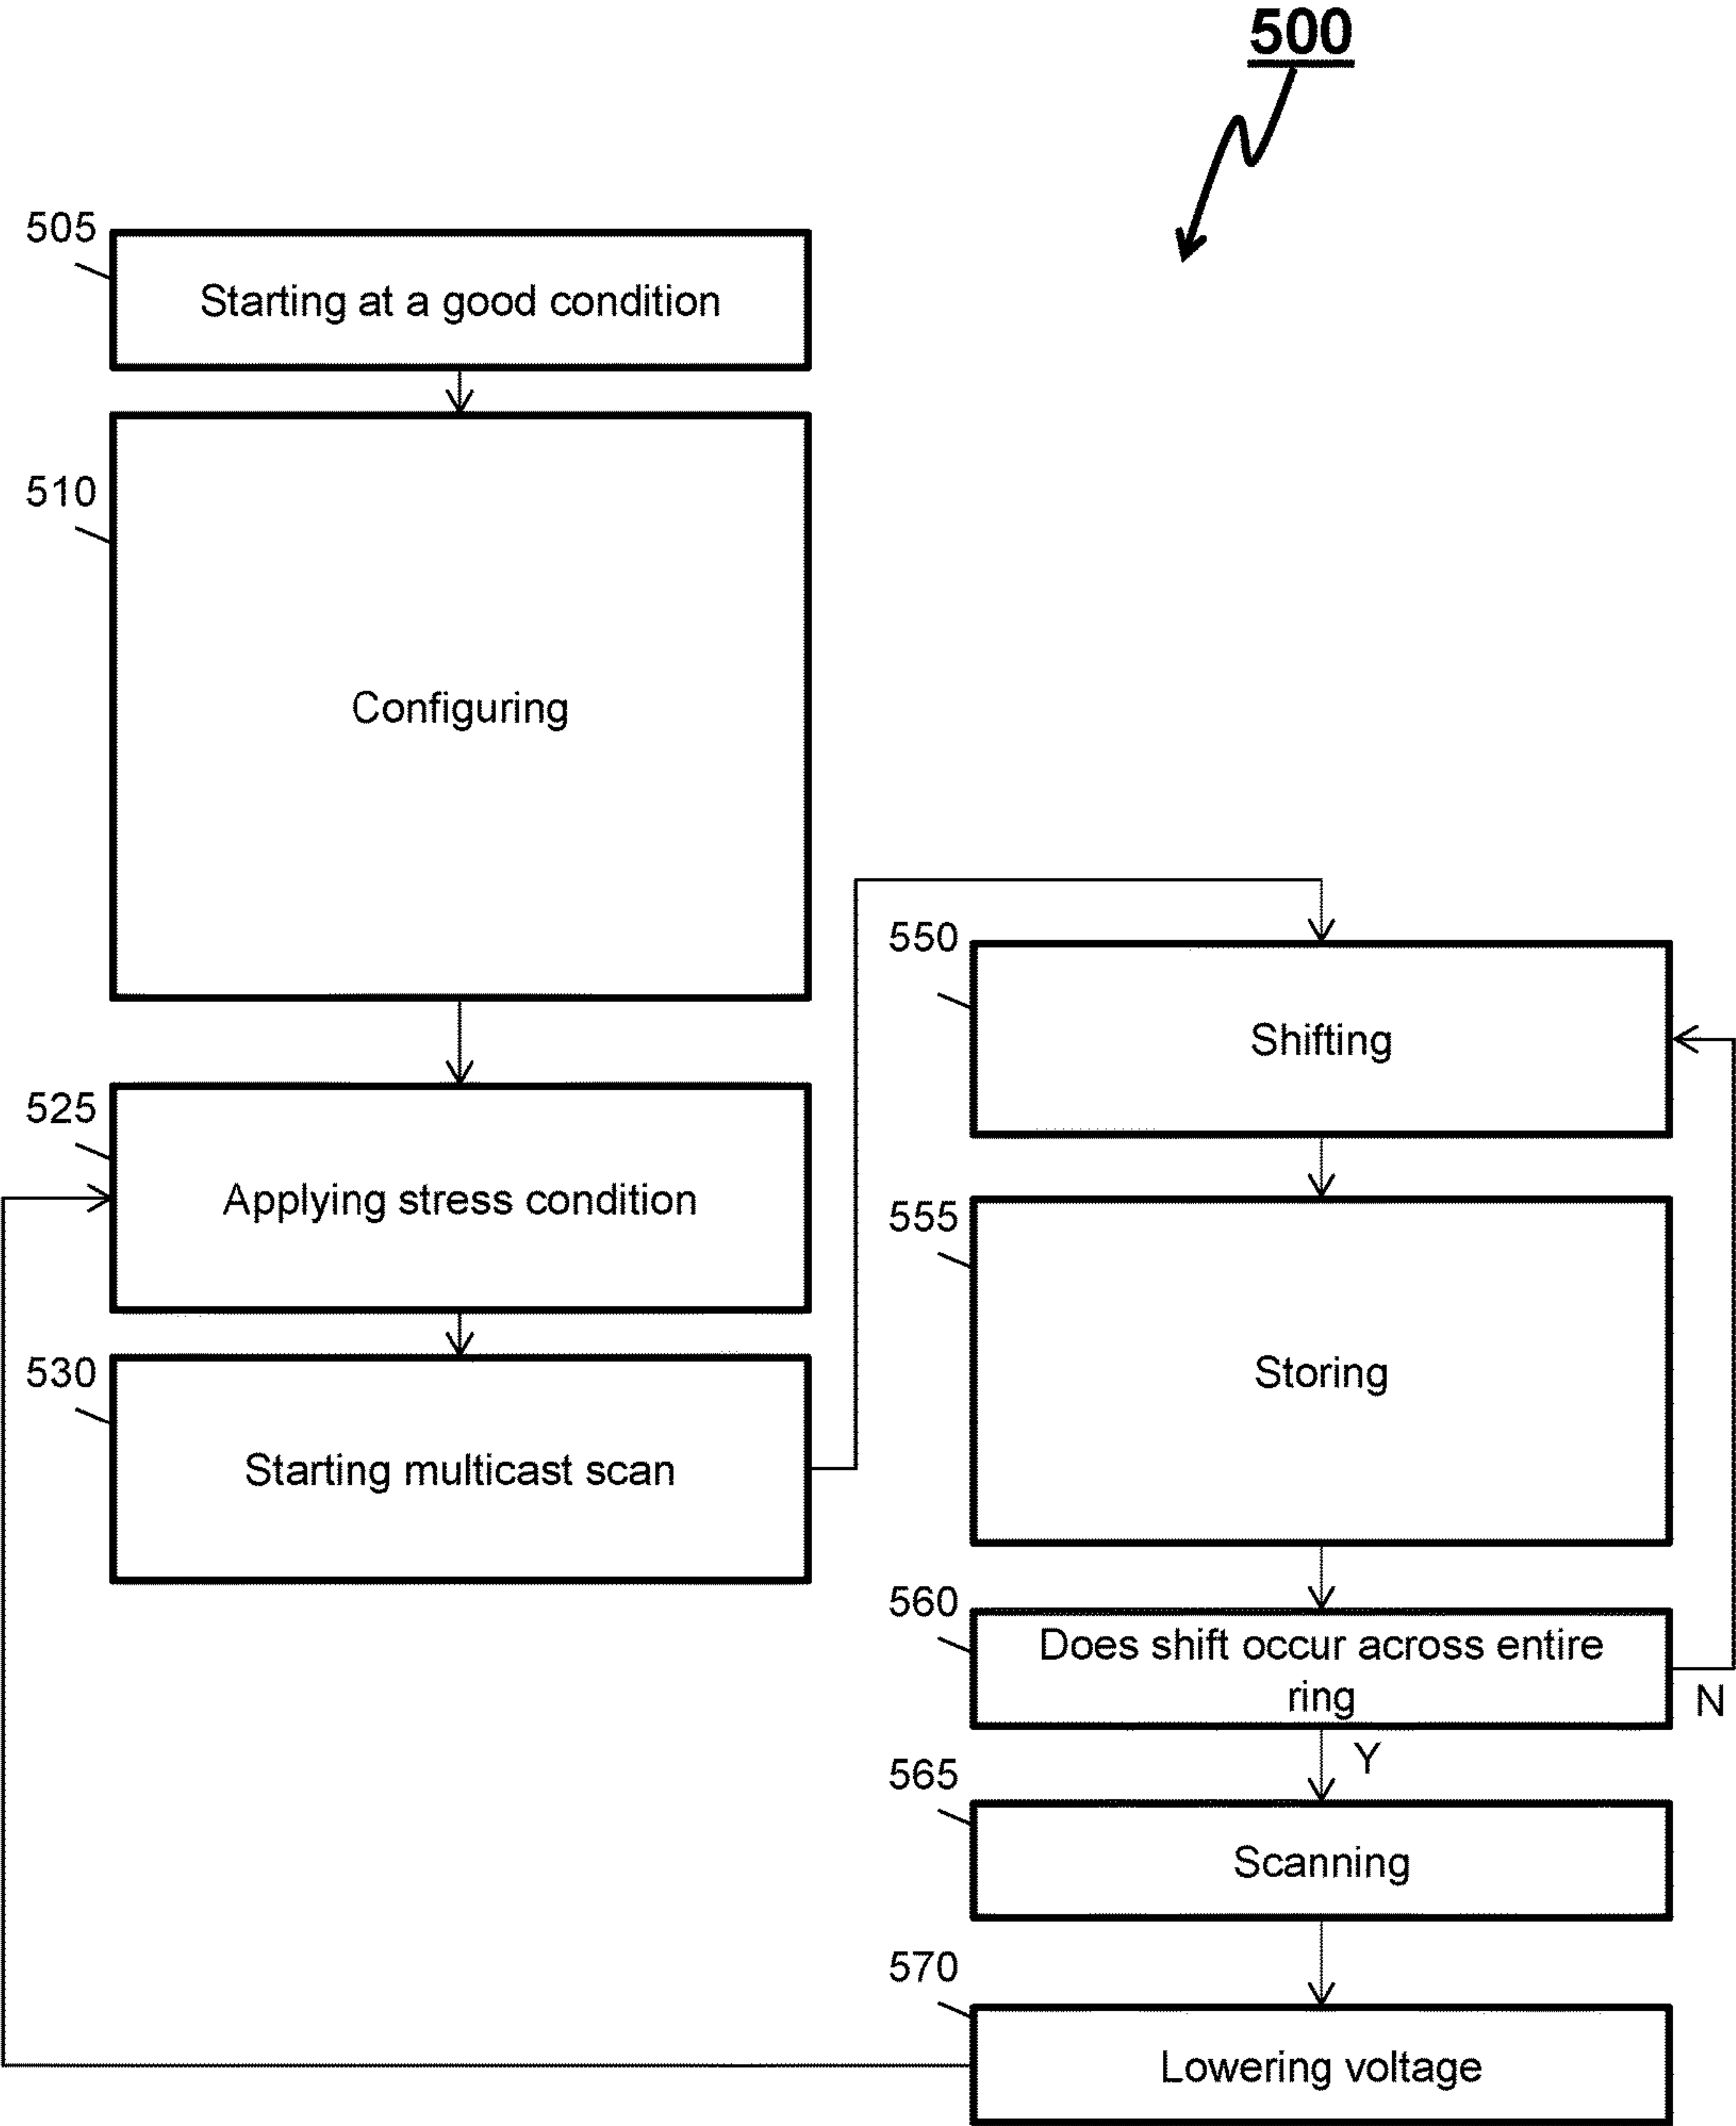 500
505
Starting at a good condition
510
Configuring
525
Applying stress condition
530
Starting multicast scan
550
Shifting
555
Storing
560
Does shift occur across entire
ring
N
Y
565
Scanning
570
Lowering voltage